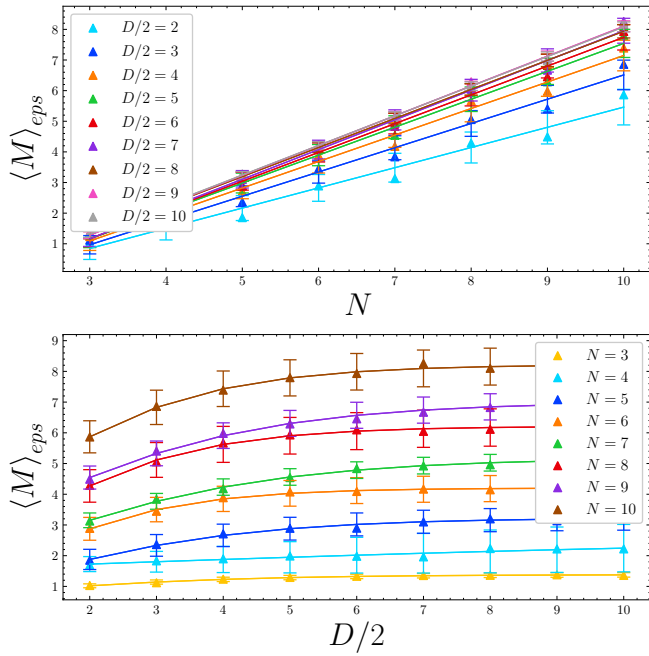 8
7
6
5
4
3
2
1
⟨M⟩eps
D/2 = 2
D/2 = 3
D/2 = 4
D/2 = 5
D/2 = 6
D/2 = 7
D/2 = 8
D/2 = 9
D/2 = 10
3 4 5 6 7 8 9 10
N
9
8
7
6
5
4
3
2
1
⟨M⟩eps
N = 3
N = 4
N = 5
N = 6
N = 7
N = 8
N = 9
N = 10
2 3 4 5 6 7 8 9 10
D/2